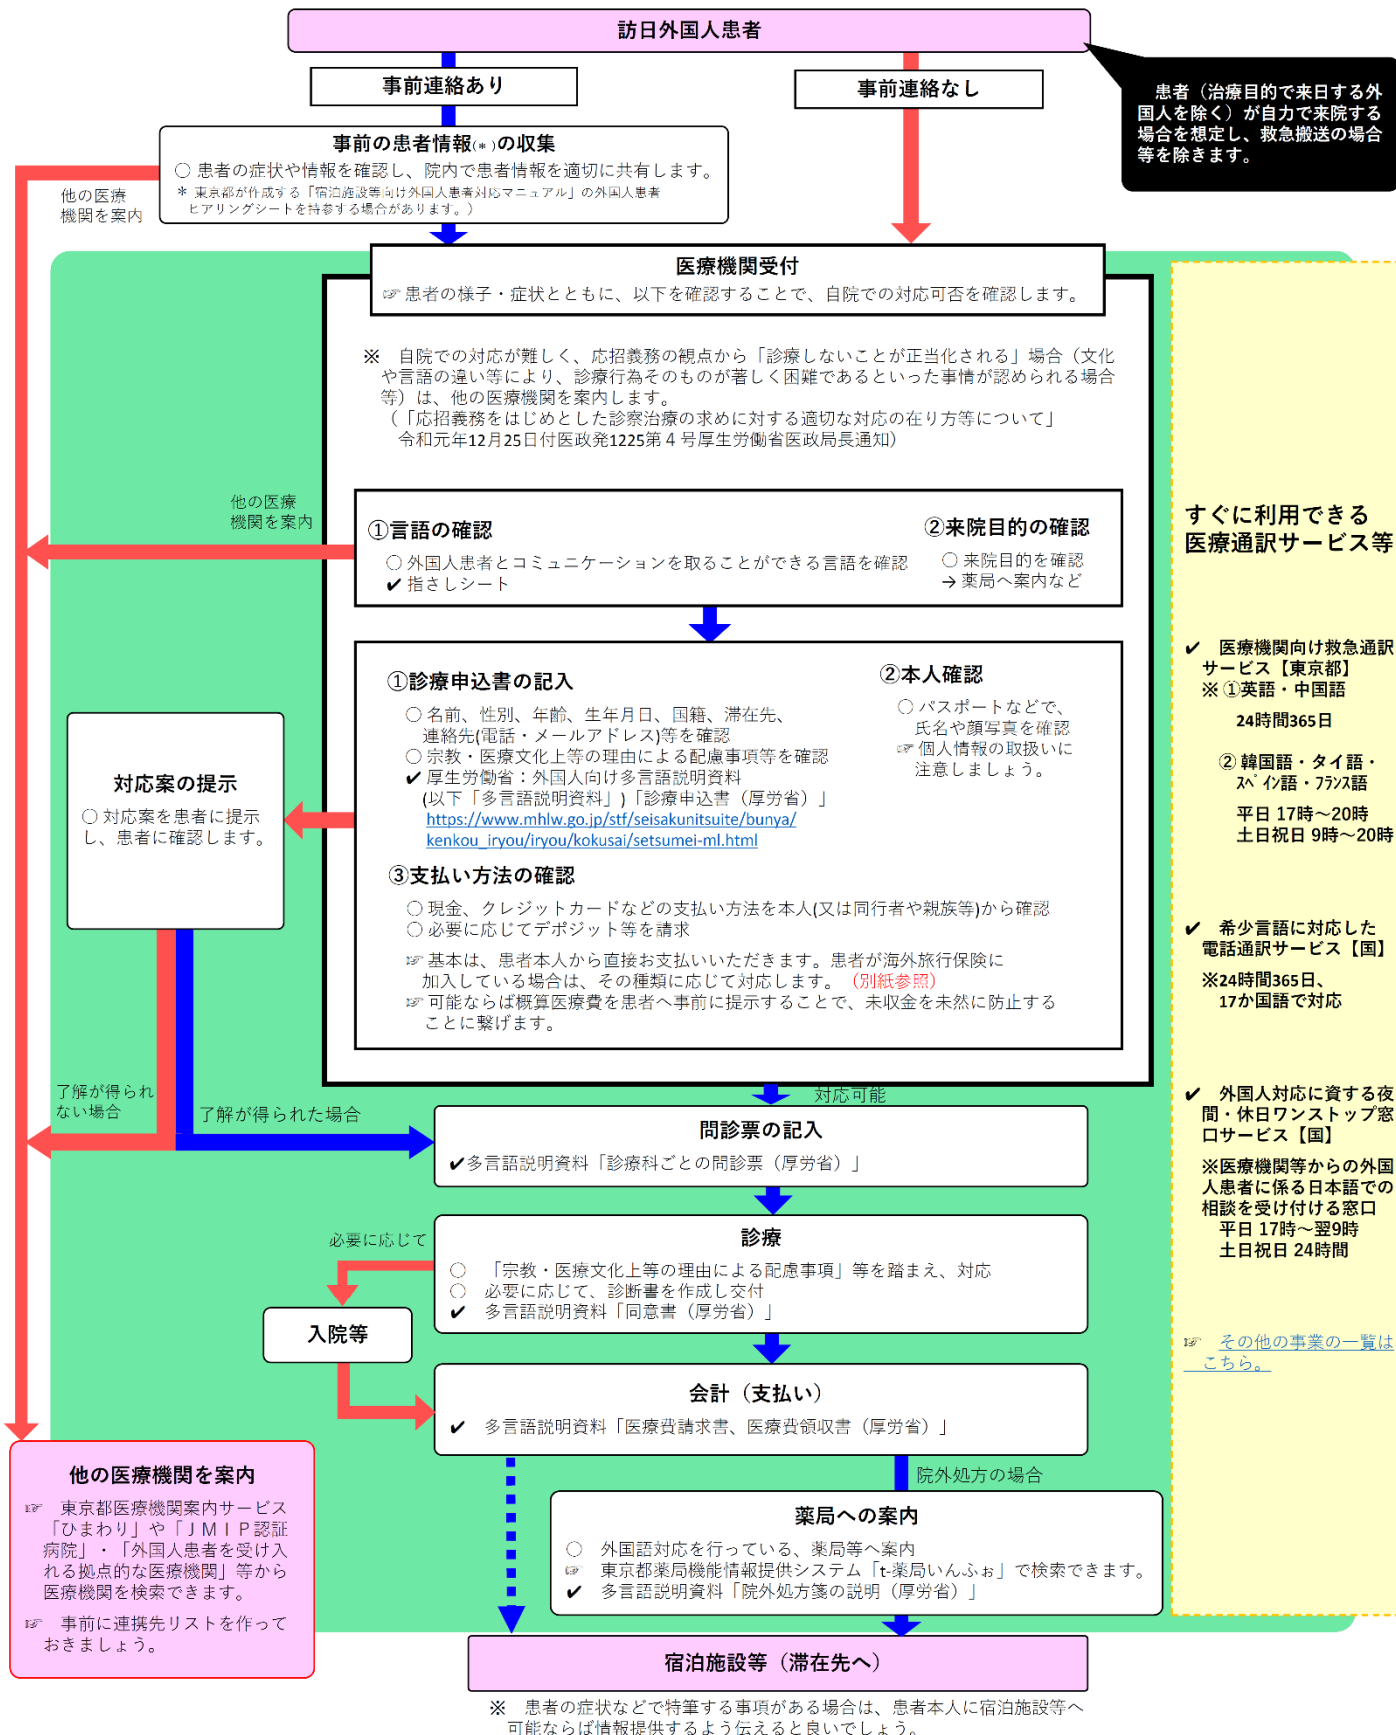 訪日外国人患者
事前連絡あり
事前連絡なし
患者（治療目的で来日する外
国人を除く）が自力で来院する
場合を想定し、救急搬送の場合
等を除きます。
事前の患者情報(＊)の収集
○ 患者の症状や情報を確認し、院内で患者情報を適切に共有します。
＊ 東京都が作成する「宿泊施設等向け外国人患者対応マニュアル」の外国人患者
ヒアリングシートを持参する場合があります。）
他の医療
機関を案内
医療機関受付
☞ 患者の様子・症状とともに、以下を確認することで、自院での対応可否を確認します。
※ 自院での対応が難しく、応招義務の観点から「診療しないことが正当化される」場合（文化
や言語の違い等により、診療行為そのものが著しく困難であるといった事情が認められる場合
等）は、他の医療機関を案内します。
（「応招義務をはじめとした診察治療の求めに対する適切な対応の在り方等について」
令和元年12月25日付医政発1225第４号厚生労働省医政局長通知）
他の医療
機関を案内
①言語の確認
○ 外国人患者とコミュニケーションを取ることができる言語を確認
✔ 指さしシート
②来院目的の確認
○ 来院目的を確認
→ 薬局へ案内など
①診療申込書の記入
○ 名前、性別、年齢、生年月日、国籍、滞在先、
連絡先(電話・メールアドレス)等を確認
○ 宗教・医療文化上等の理由による配慮事項等を確認
✔ 厚生労働省：外国人向け多言語説明資料
(以下「多言語説明資料」)「診療申込書（厚労省）」
https://www.mhlw.go.jp/stf/seisakunitsuite/bunya/
kenkou_iryou/iryou/kokusai/setsumei-ml.html
②本人確認
○ パスポートなどで、
氏名や顔写真を確認
☞ 個人情報の取扱いに
注意しましょう。
③支払い方法の確認
○ 現金、クレジットカードなどの支払い方法を本人(又は同行者や親族等)から確認
○ 必要に応じてデポジット等を請求
☞ 基本は、患者本人から直接お支払いいただきます。患者が海外旅行保険に
加入している場合は、その種類に応じて対応します。（別紙参照）
☞ 可能ならば概算医療費を患者へ事前に提示することで、未収金を未然に防止する
ことに繋げます。
対応案の提示
○ 対応案を患者に提示
し、患者に確認します。
了解が得られ
ない場合
了解が得られた場合
対応可能
問診票の記入
✔多言語説明資料「診療科ごとの問診票（厚労省）」
診療
○ 「宗教・医療文化上等の理由による配慮事項」等を踏まえ、対応
○ 必要に応じて、診断書を作成し交付
✔ 多言語説明資料「同意書（厚労省）」
必要に応じて
入院等
会計（支払い）
✔ 多言語説明資料「医療費請求書、医療費領収書（厚労省）」
院外処方の場合
薬局への案内
○ 外国語対応を行っている、薬局等へ案内
☞ 東京都薬局機能情報提供システム「t-薬局いんふぉ」で検索できます。
✔ 多言語説明資料「院外処方箋の説明（厚労省）」
宿泊施設等（滞在先へ）
※ 患者の症状などで特筆する事項がある場合は、患者本人に宿泊施設等へ
可能ならば情報提供するよう伝えると良いでしょう。
他の医療機関を案内
☞ 東京都医療機関案内サービス
「ひまわり」や「ＪＭＩＰ認証
病院」・「外国人患者を受け入
れる拠点的な医療機関」等から
医療機関を検索できます。
☞ 事前に連携先リストを作って
おきましょう。
すぐに利用できる
医療通訳サービス等
✔ 医療機関向け救急通訳
サービス【東京都】
※ ①英語・中国語
24時間365日
② 韓国語・タイ語・
ｽﾍﾟｲﾝ語・ﾌﾗﾝｽ語
平日 17時～20時
土日祝日 9時～20時
✔ 希少言語に対応した
電話通訳サービス【国】
※24時間365日、
17か国語で対応
✔ 外国人対応に資する夜
間・休日ワンストップ窓
口サービス【国】
※医療機関等からの外国
人患者に係る日本語での
相談を受け付ける窓口
平日 17時～翌9時
土日祝日 24時間
☞ その他の事業の一覧は
こちら。